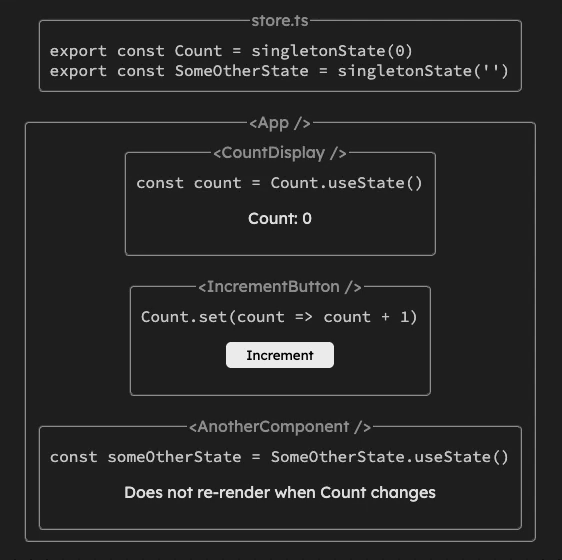 store.ts
export const Count = singletonState(0)
export const SomeOtherState = singletonState('')
<App />
<CountDisplay />
const count = Count.useState()
Count: 0
<IncrementButton />
Count.set(count => count + 1)
Increment
<AnotherComponent />
const someOtherState = SomeOtherState.useState()
Does not re-render when Count changes